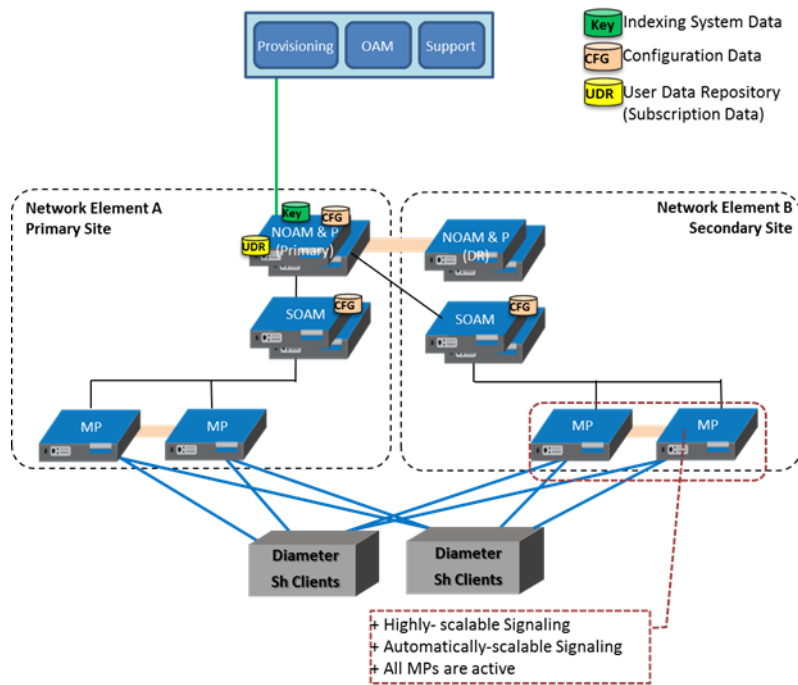 Provisioning
OAM
Support
Key Indexing System Data
CFG Configuration Data
UDR User Data Repository
(Subscription Data)
Network Element A
Primary Site
Network Element B
Secondary Site
Key
CFG
UDR
NOAM & P
(Primary)
NOAM & P
(DR)
SOAM
CFG
SOAM
CFG
MP
MP
MP
MP
Diameter
Sh Clients
Diameter
Sh Clients
+ Highly- scalable Signaling
+ Automatically-scalable Signaling
+ All MPs are active